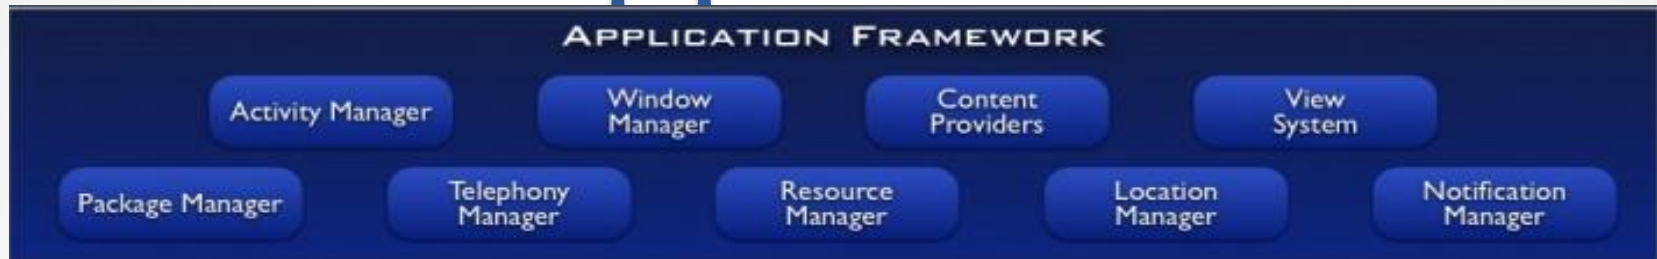 APPLICATION FRAMEWORK
Activity Manager
Window
Manager
Content
Providers
View
System
Package Manager
Telephony
Manager
Resource
Manager
Location
Manager
Notification
Manager